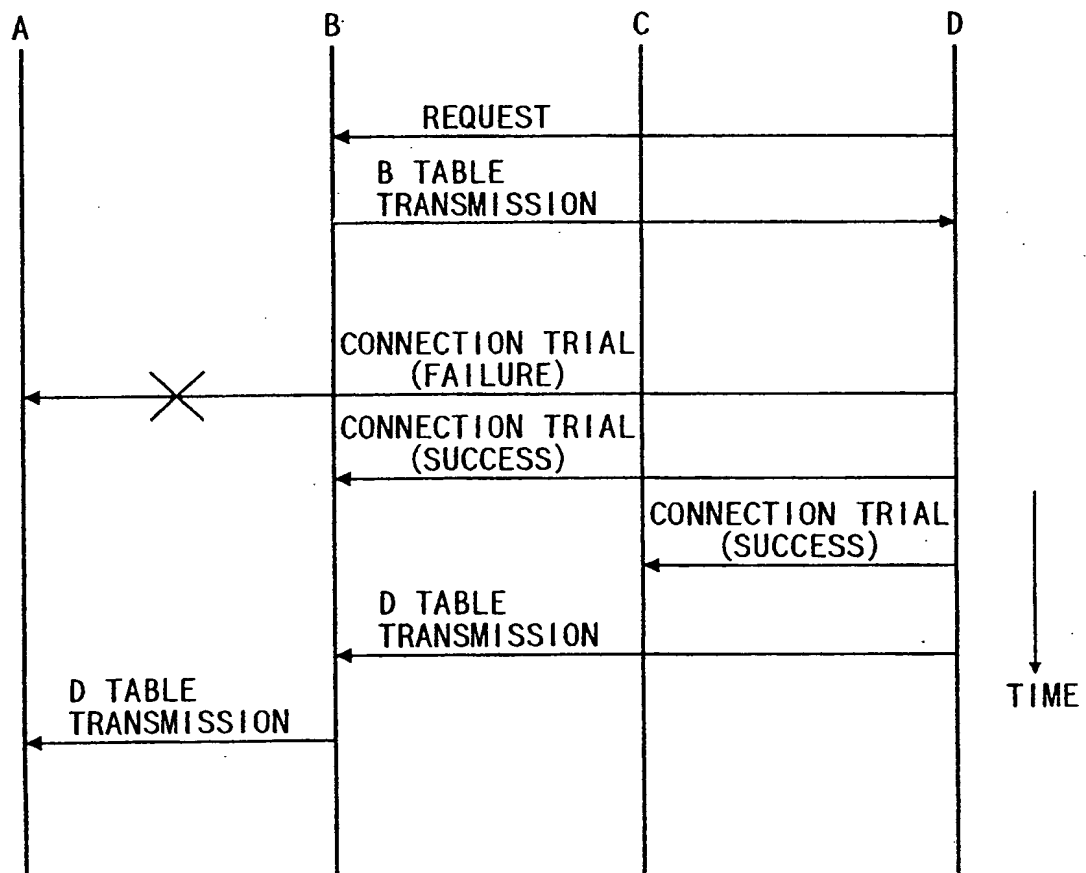 A B C D
REQUEST
B TABLE
TRANSMISSION
CONNECTION TRIAL
(FAILURE)
CONNECTION TRIAL
(SUCCESS)
CONNECTION TRIAL
(SUCCESS)
D TABLE
TRANSMISSION
D TABLE
TRANSMISSION
TIME